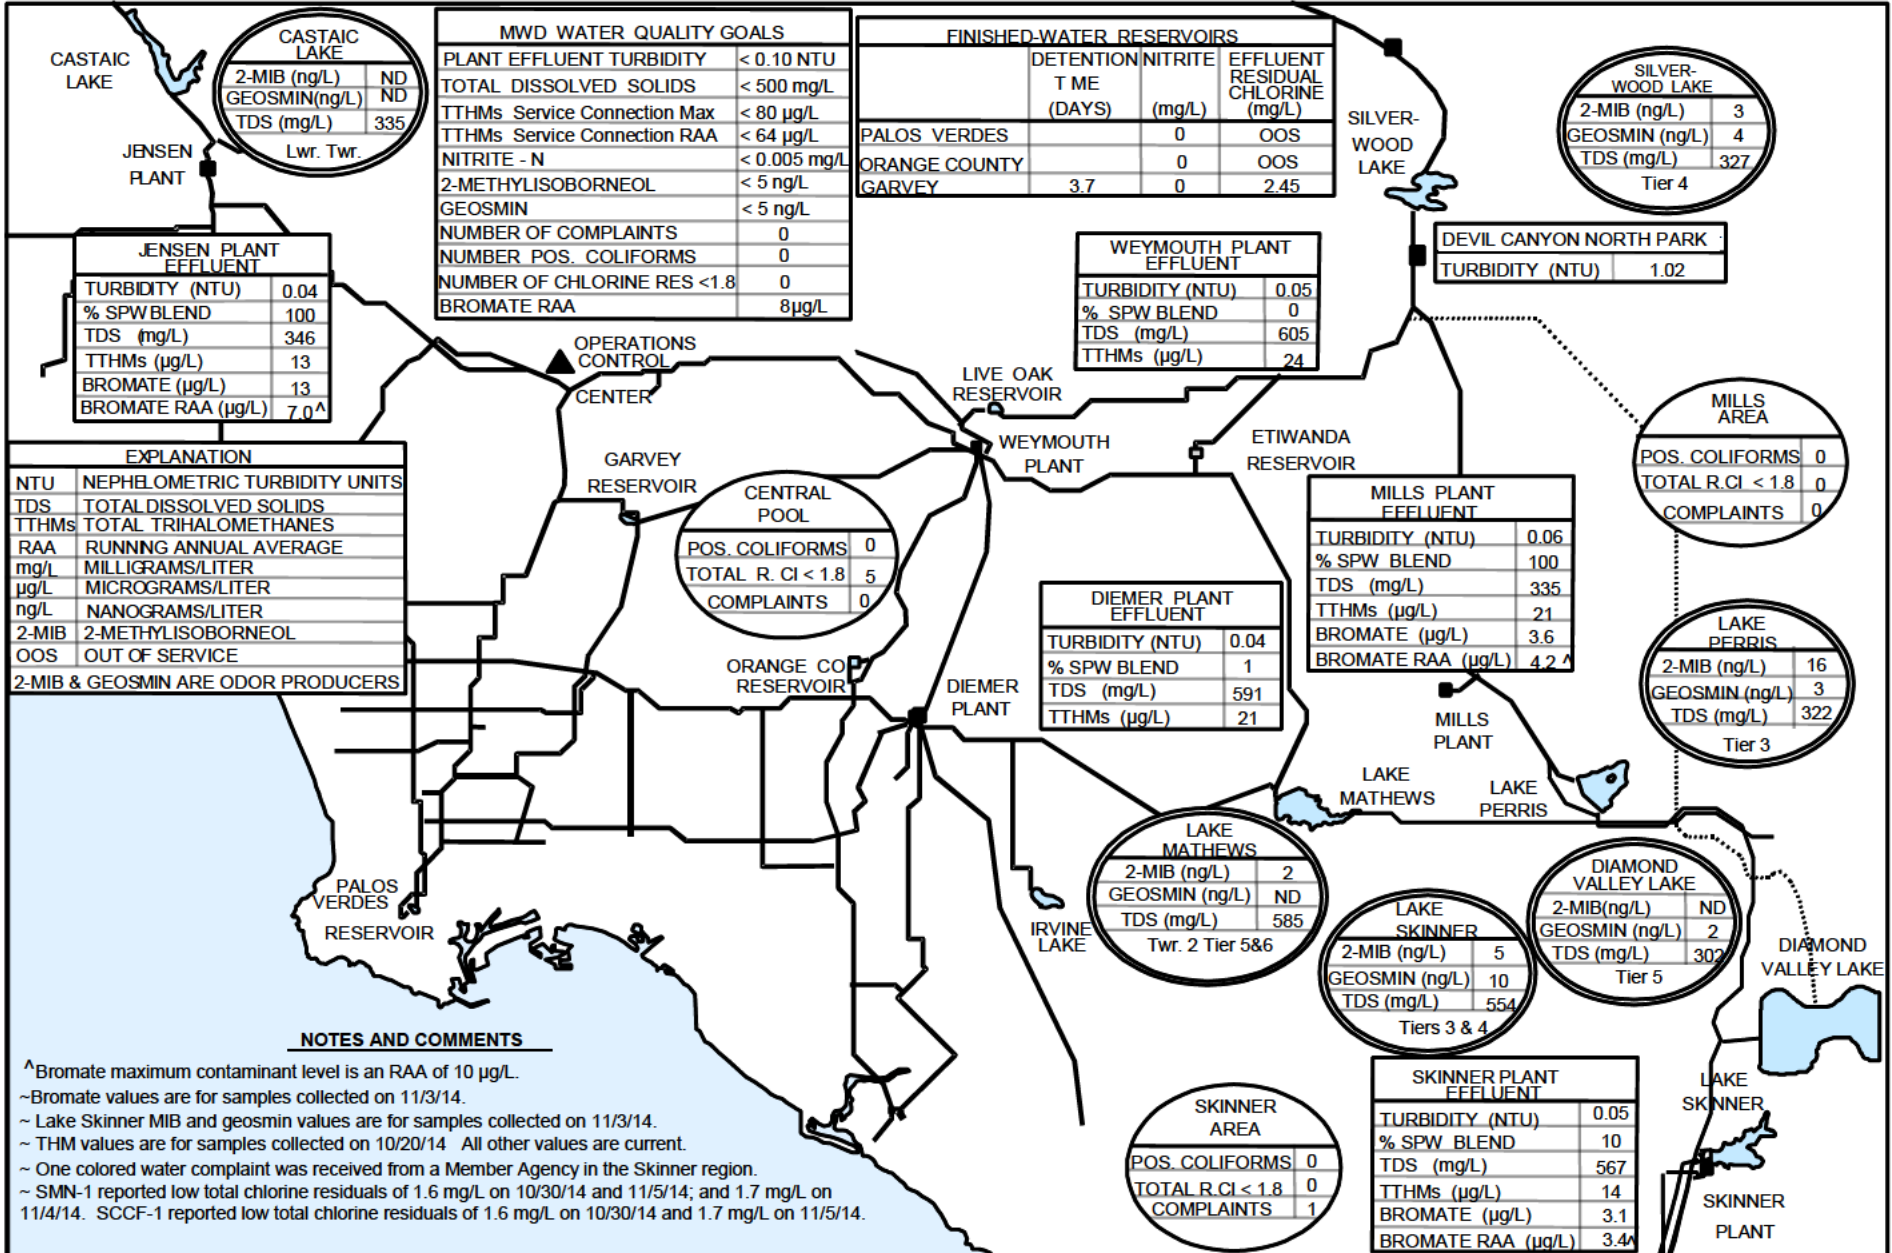 CASTAIC
LAKE
CASTAIC
LAKE
2-MIB (ng/L) ND
GEOSMIN(ng/L) ND
TDS (mg/L) 335
Lwr. Twr.
JENSEN
PLANT
MWD WATER QUALITY GOALS
PLANT EFFLUENT TURBIDITY < 0.10 NTU
TOTAL DISSOLVED SOLIDS < 500 mg/L
TTHMs Service Connection Max < 80 µg/L
TTHMs Service Connection RAA < 64 µg/L
NITRITE - N < 0.005 mg/L
2-METHYLISOBORNEOL < 5 ng/L
GEOSMIN < 5 ng/L
NUMBER OF COMPLAINTS 0
NUMBER POS. COLIFORMS 0
NUMBER OF CHLORINE RES <1.8 0
BROMATE RAA 8µg/L
FINISHED-WATER RESERVOIRS
DETENTION NITRITE EFFLUENT
RESIDUAL
T ME CHLORINE
(DAYS) (mg/L) (mg/L)
PALOS VERDES 0 OOS
ORANGE COUNTY 0 OOS
GARVEY 3.7 0 2.45
SILVER-
WOOD
LAKE
SILVER-
WOOD LAKE
2-MIB (ng/L) 3
GEOSMIN (ng/L) 4
TDS (mg/L) 327
Tier 4
DEVIL CANYON NORTH PARK
TURBIDITY (NTU) 1.02
JENSEN PLANT
EFFLUENT
TURBIDITY (NTU) 0.04
% SPW BLEND 100
TDS (mg/L) 346
TTHMs (µg/L) 13
BROMATE (µg/L) 13
BROMATE RAA (µg/L) 7.0^
WEYMOUTH PLANT
EFFLUENT
TURBIDITY (NTU) 0.05
% SPW BLEND 0
TDS (mg/L) 605
TTHMs (µg/L) 24
OPERATIONS
CONTROL
CENTER
LIVE OAK
RESERVOIR
WEYMOUTH
PLANT
ETIWANDA
RESERVOIR
MILLS
AREA
POS. COLIFORMS 0
TOTAL R.Cl < 1.8 0
COMPLAINTS 0
EXPLANATION
NTU NEPHELOMETRIC TURBIDITY UNITS
TDS TOTAL DISSOLVED SOLIDS
TTHMs TOTAL TRIHALOMETHANES
RAA RUNNING ANNUAL AVERAGE
mg/L MILLIGRAMS/LITER
µg/L MICROGRAMS/LITER
ng/L NANOGRAMS/LITER
2-MIB 2-METHYLISOBORNEOL
OOS OUT OF SERVICE
2-MIB & GEOSMIN ARE ODOR PRODUCERS
GARVEY
RESERVOIR
CENTRAL
POOL
POS. COLIFORMS 0
TOTAL R. Cl < 1.8 5
COMPLAINTS 0
MILLS PLANT
EFFLUENT
TURBIDITY (NTU) 0.06
% SPW BLEND 100
TDS (mg/L) 335
TTHMs (µg/L) 21
BROMATE (µg/L) 3.6
BROMATE RAA (µg/L) 4.2 ^
DIEMER PLANT
EFFLUENT
TURBIDITY (NTU) 0.04
% SPW BLEND 1
TDS (mg/L) 591
TTHMs (µg/L) 21
LAKE
PERRIS
2-MIB (ng/L) 16
GEOSMIN (ng/L) 3
TDS (mg/L) 322
Tier 3
ORANGE CO
RESERVOIR
DIEMER
PLANT
MILLS
PLANT
LAKE
MATHEWS
LAKE
PERRIS
LAKE
MATHEWS
2-MIB (ng/L) 2
GEOSMIN (ng/L) ND
TDS (mg/L) 585
Twr. 2 Tier 5&6
DIAMOND
VALLEY LAKE
2-MIB(ng/L) ND
GEOSMIN (ng/L) 2
TDS (mg/L) 302
Tier 5
PALOS
VERDES
RESERVOIR
IRVINE
LAKE
LAKE
SKINNER
2-MIB (ng/L) 5
GEOSMIN (ng/L) 10
TDS (mg/L) 554
Tiers 3 & 4
DIAMOND
VALLEY LAKE
NOTES AND COMMENTS
^Bromate maximum contaminant level is an RAA of 10 µg/L.
~Bromate values are for samples collected on 11/3/14.
~ Lake Skinner MIB and geosmin values are for samples collected on 11/3/14.
~ THM values are for samples collected on 10/20/14 All other values are current.
~ One colored water complaint was received from a Member Agency in the Skinner region.
~ SMN-1 reported low total chlorine residuals of 1.6 mg/L on 10/30/14 and 11/5/14; and 1.7 mg/L on
11/4/14. SCCF-1 reported low total chlorine residuals of 1.6 mg/L on 10/30/14 and 1.7 mg/L on 11/5/14.
SKINNER
AREA
POS. COLIFORMS 0
TOTAL R.Cl < 1.8 0
COMPLAINTS 1
SKINNER PLANT
EFFLUENT
TURBIDITY (NTU) 0.05
% SPW BLEND 10
TDS (mg/L) 567
TTHMs (µg/L) 14
BROMATE (µg/L) 3.1
BROMATE RAA (µg/L) 3.4^
LAKE
SKINNER
SKINNER
PLANT